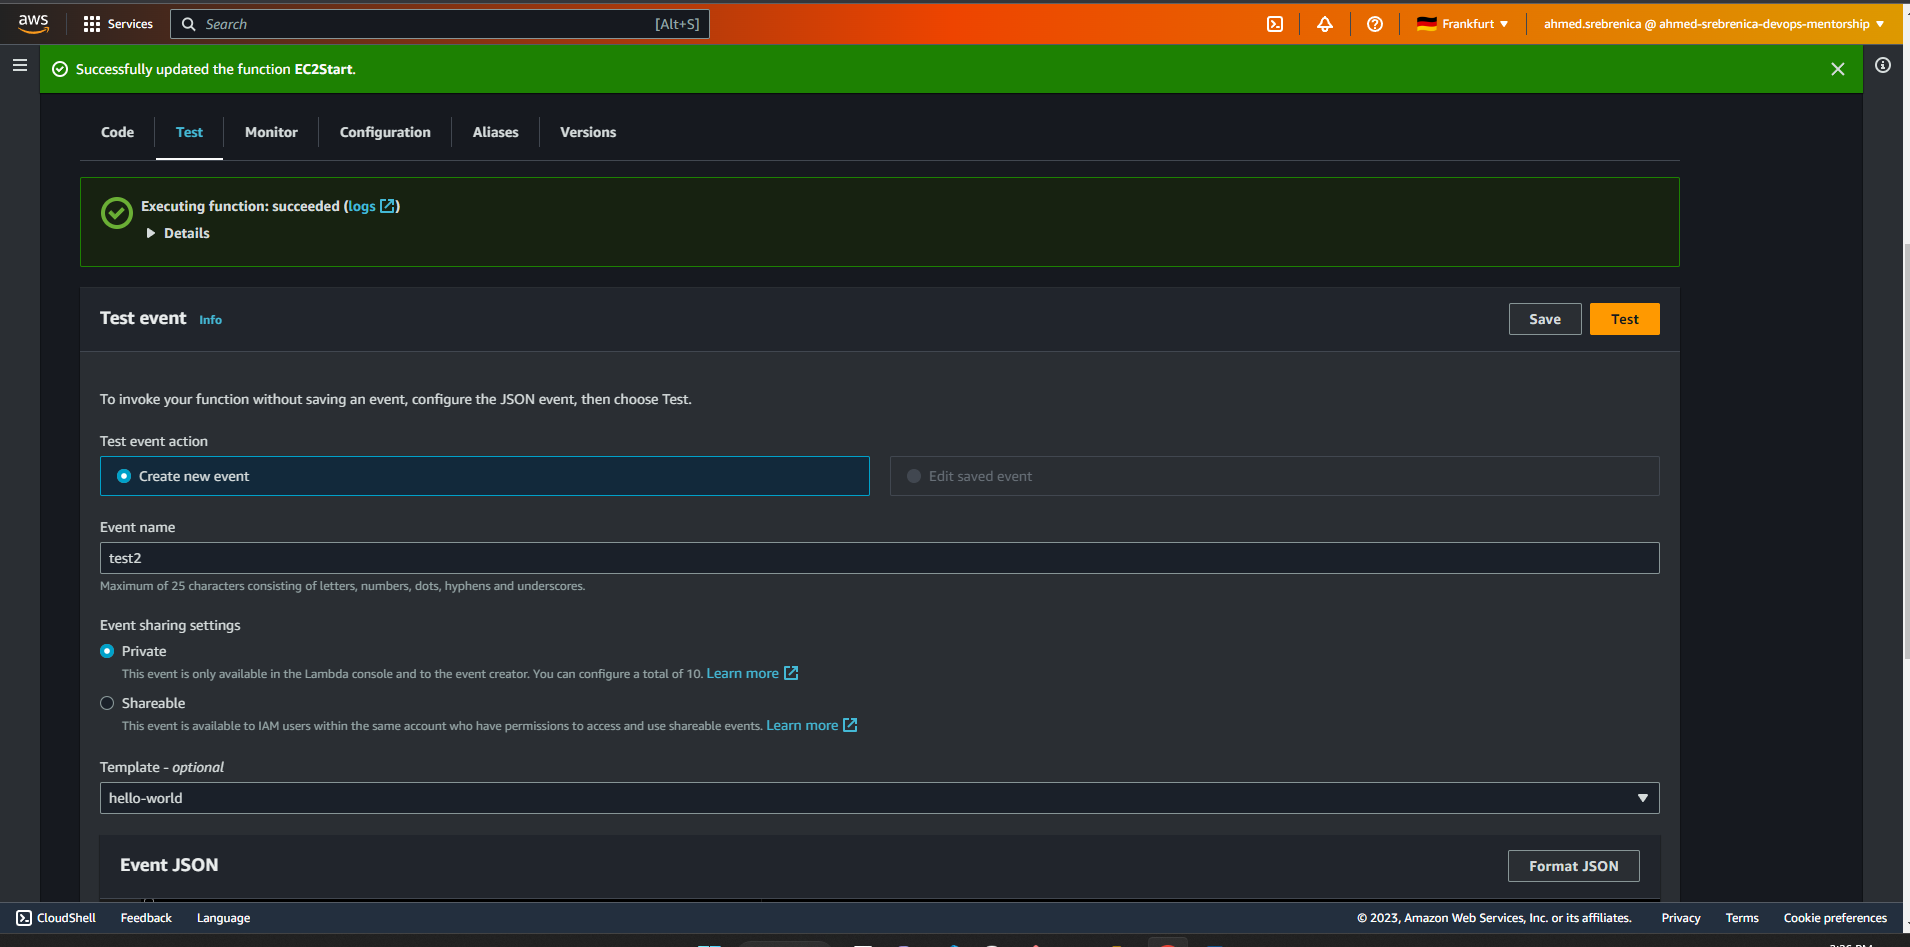 aws
Services
Search
[Alt+S]
Frankfurt
ahmed.srebrenica @ ahmed-srebrenica-devops-mentorship
Successfully updated the function EC2Start.
Code
Test
Monitor
Configuration
Aliases
Versions
Executing function: succeeded (logs)
Details
Test event
Info
Save
Test
To invoke your function without saving an event, configure the JSON event, then choose Test.
Test event action
Create new event
Edit saved event
Event name
test2
Maximum of 25 characters consisting of letters, numbers, dots, hyphens and underscores.
Event sharing settings
Private
This event is only available in the Lambda console and to the event creator. You can configure a total of 10. Learn more
Shareable
This event is available to IAM users within the same account who have permissions to access and use shareable events. Learn more
Template - optional
hello-world
Event JSON
Format JSON
CloudShell
Feedback
Language
© 2023, Amazon Web Services, Inc. or its affiliates.
Privacy
Terms
Cookie preferences